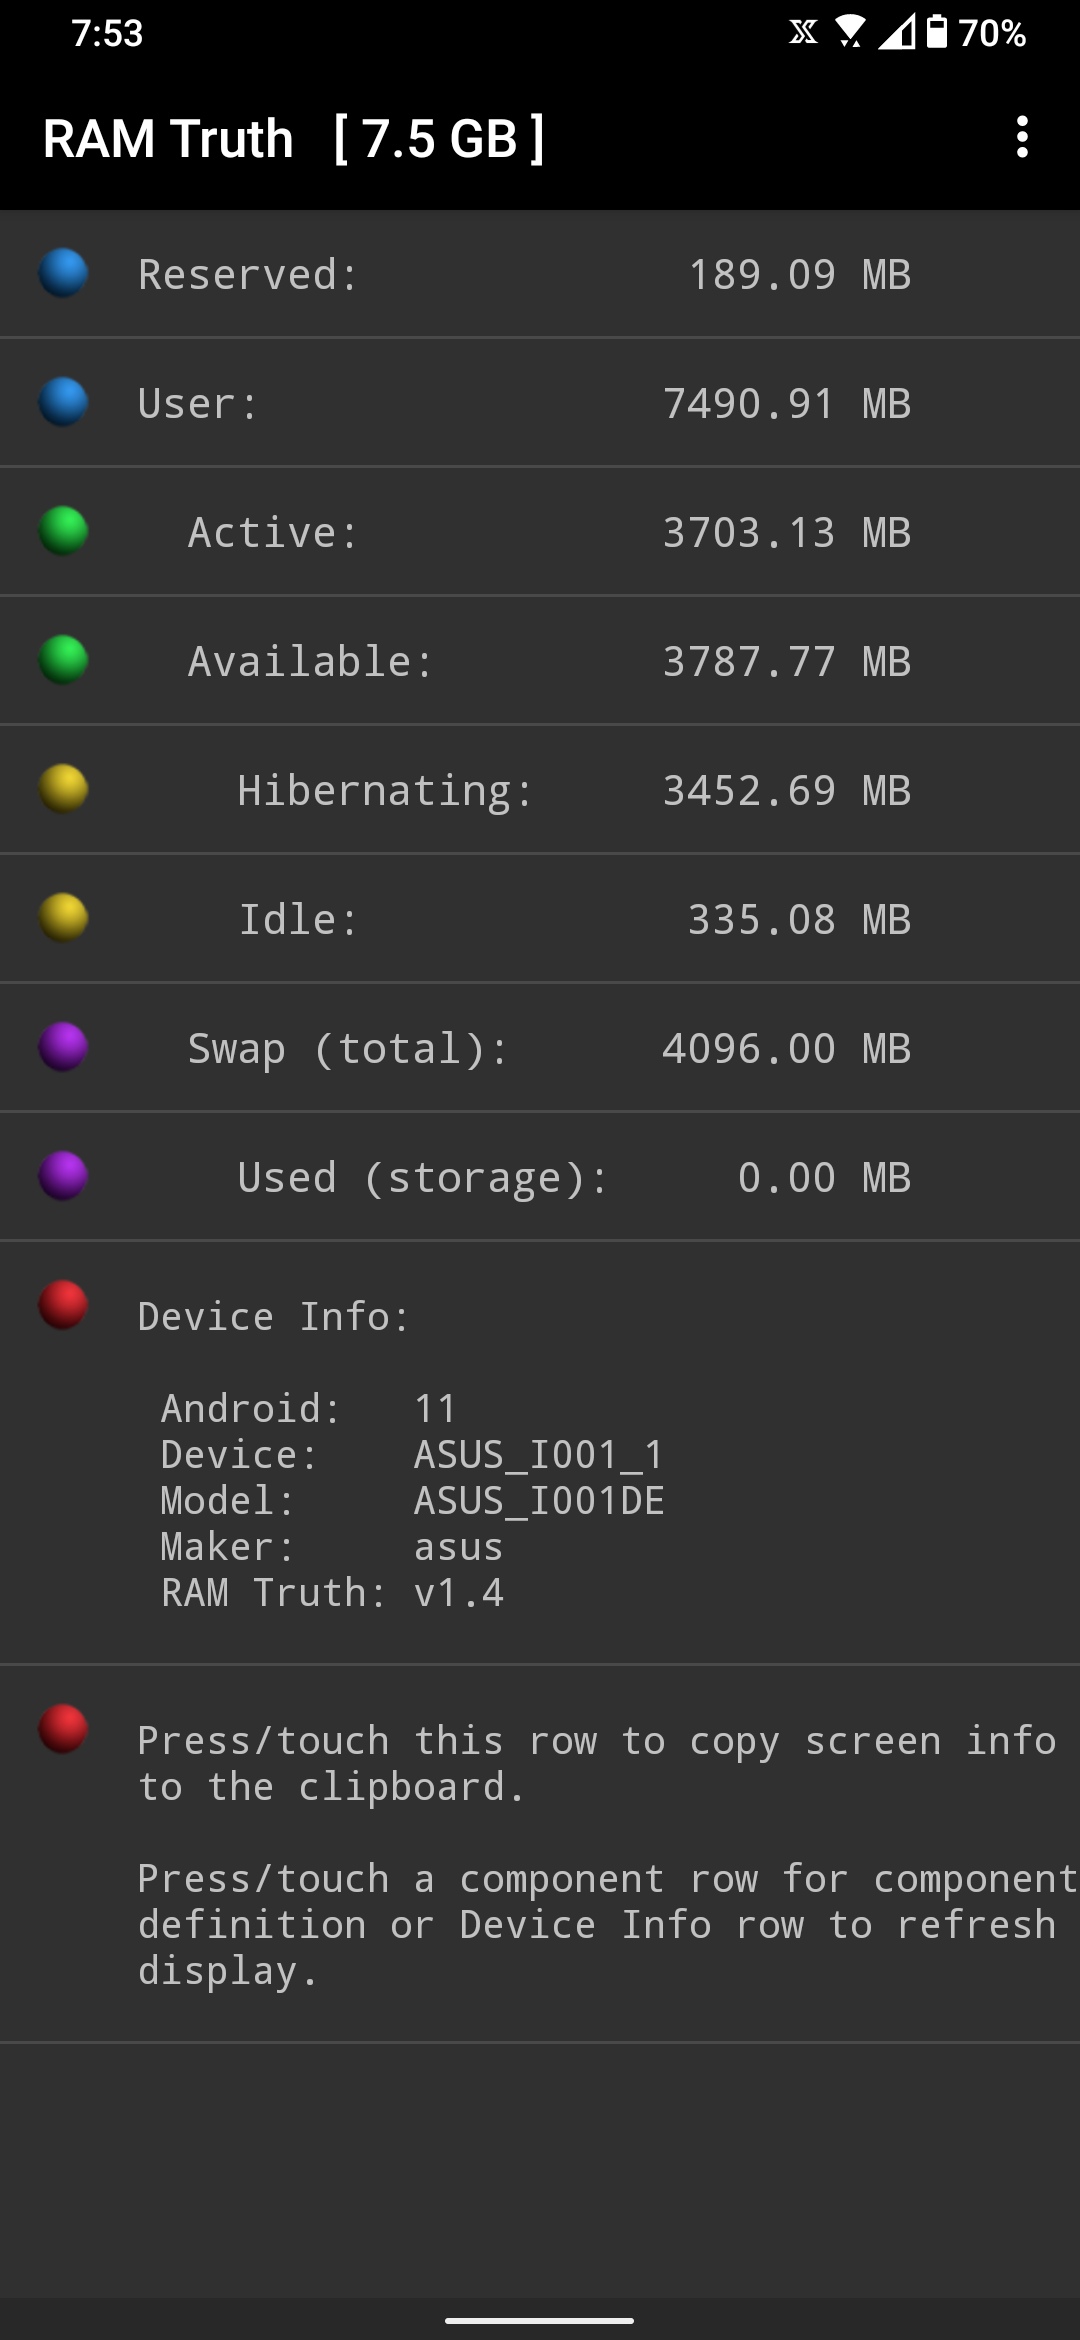 7:53 70%
RAM Truth [ 7.5 GB ]
Reserved: 189.09 MB
User: 7490.91 MB
Active: 3703.13 MB
Available: 3787.77 MB
Hibernating: 3452.69 MB
Idle: 335.08 MB
Swap (total): 4096.00 MB
Used (storage): 0.00 MB
Device Info:
Android: 11
Device: ASUS_I001_1
Model: ASUS_I001DE
Maker: asus
RAM Truth: v1.4
Press/touch this row to copy screen info
to the clipboard.
Press/touch a component row for component
definition or Device Info row to refresh
display.